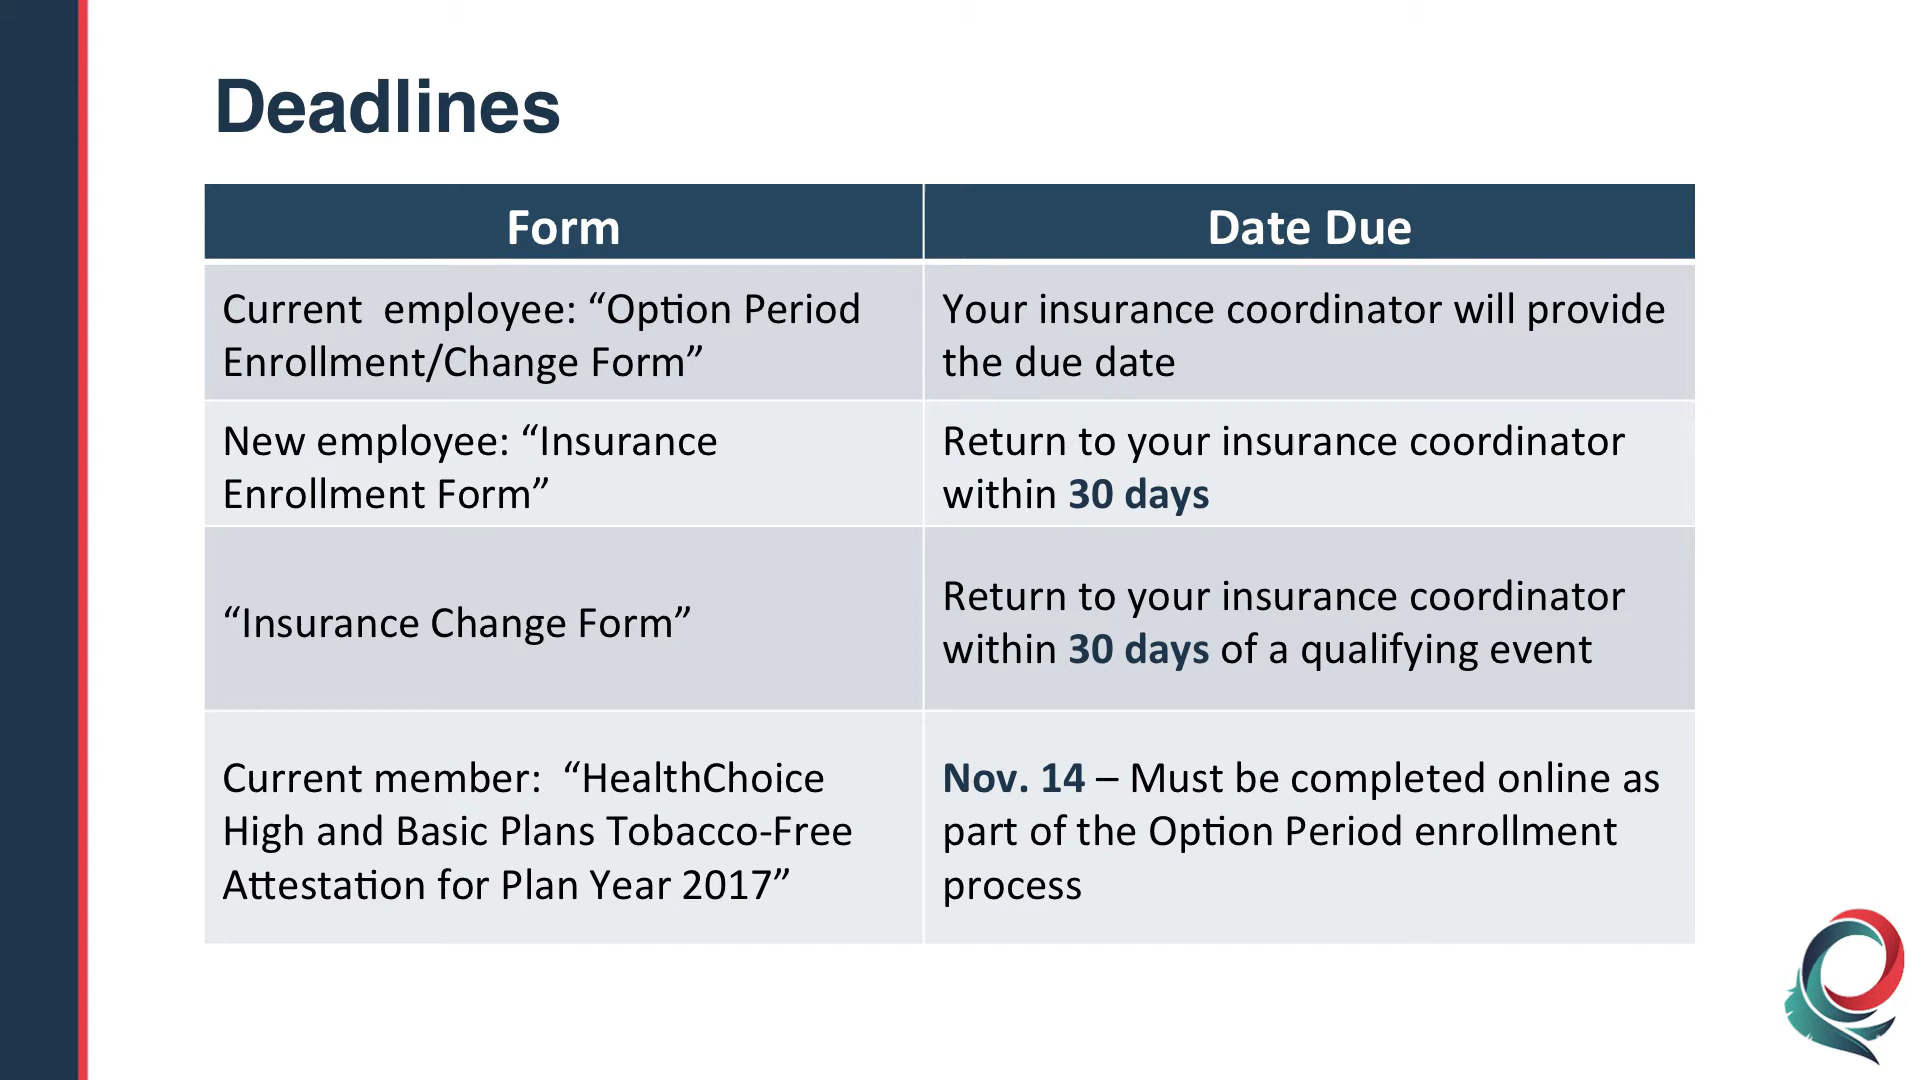 Deadlines
Form
Date Due
Current  employee: “Option Period
Enrollment/Change Form”
Your insurance coordinator will provide
the due date
New employee: “Insurance
Enrollment Form”
Return to your insurance coordinator
within 30 days
“Insurance Change Form”
Return to your insurance coordinator
within 30 days of a qualifying event
Current member:  “HealthChoice
High and Basic Plans Tobacco-Free
Attestation for Plan Year 2017”
Nov. 14 – Must be completed online as
part of the Option Period enrollment
process